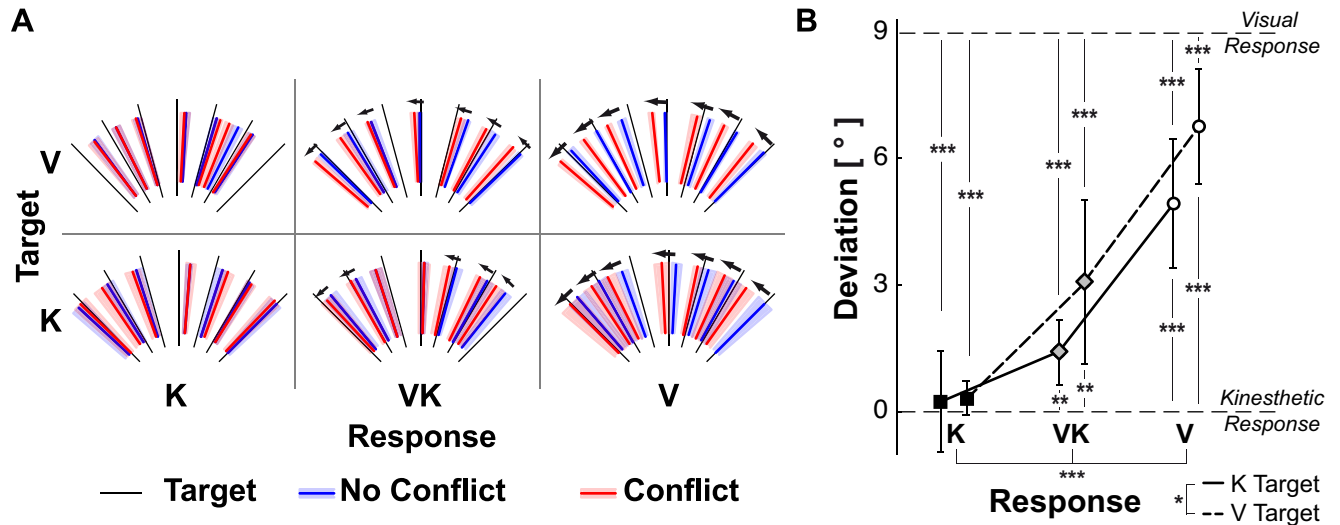 A
V
K
Target
K
VK
V
Response
Target
No Conflict
Conflict
B
Visual
Response
9
6
3
0
Deviation [ ° ]
***
***
***
***
***
***
***
***
**
**
Kinesthetic
Response
K
VK
V
***
Response
*
K Target
V Target